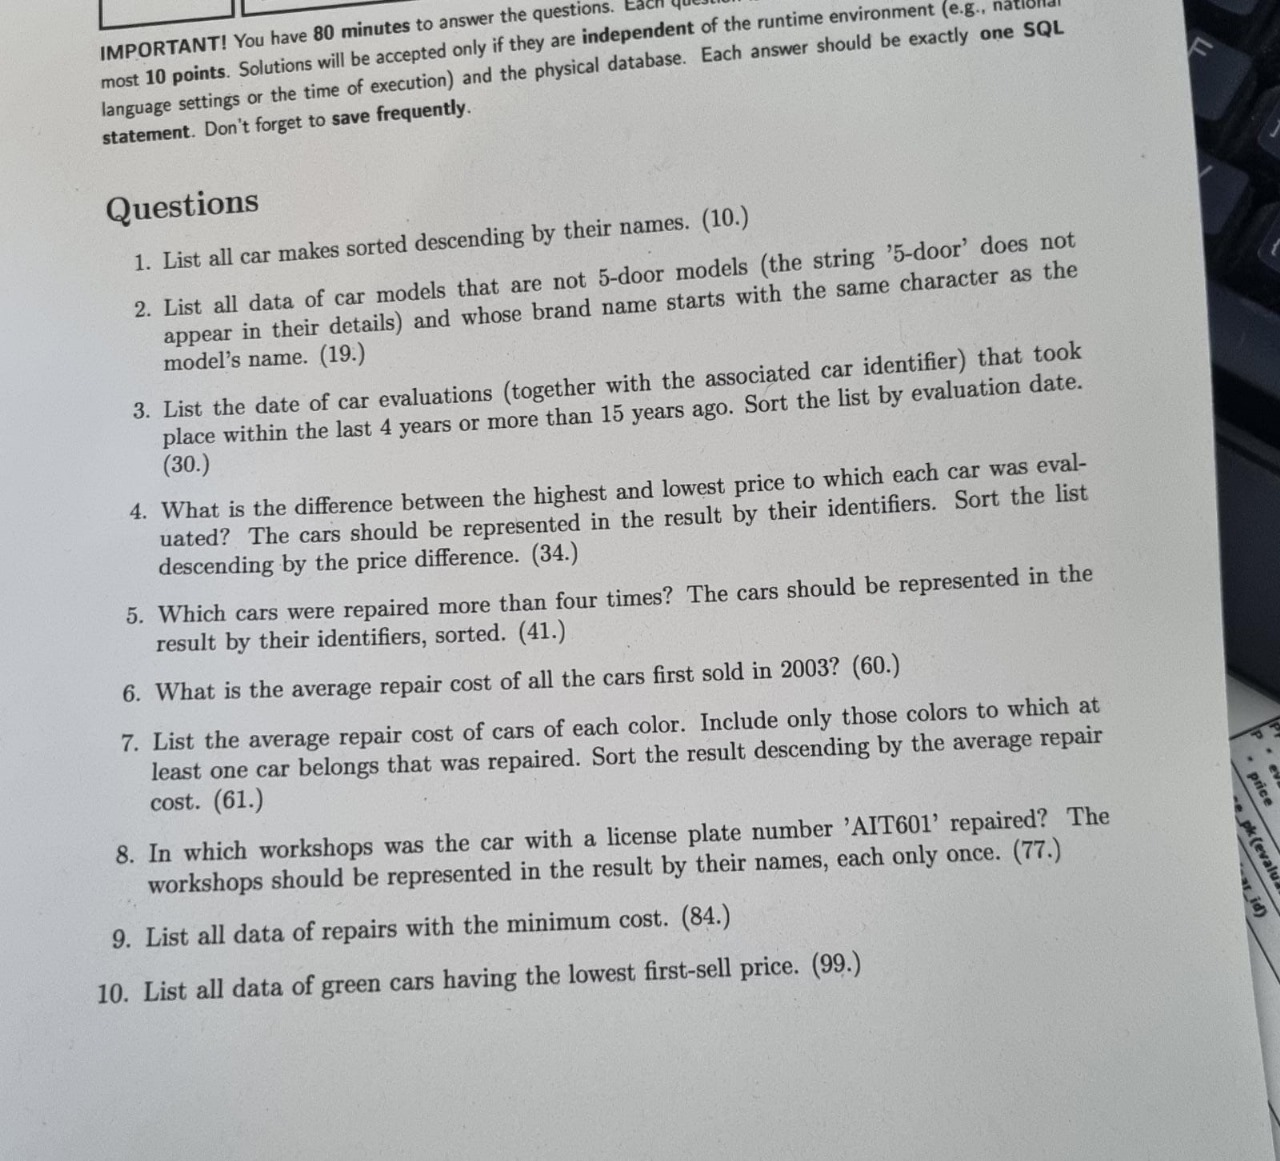 IMPORTANT! You have 80 minutes to answer the questions. Each
most 10 points. Solutions will be accepted only if they are independent of the runtime environment (e.g., national
language settings or the time of execution) and the physical database. Each answer should be exactly one SQL
statement. Don't forget to save frequently.
Questions
1. List all car makes sorted descending by their names. (10.)
2. List all data of car models that are not 5-door models (the string '5-door' does not
appear in their details) and whose brand name starts with the same character as the
model's name. (19.)
3. List the date of car evaluations (together with the associated car identifier) that took
place within the last 4 years or more than 15 years ago. Sort the list by evaluation date.
(30.)
4. What is the difference between the highest and lowest price to which each car was eval-
uated? The cars should be represented in the result by their identifiers. Sort the list
descending by the price difference. (34.)
5. Which cars were repaired more than four times? The cars should be represented in the
result by their identifiers, sorted. (41.)
6. What is the average repair cost of all the cars first sold in 2003? (60.)
7. List the average repair cost of cars of each color. Include only those colors to which at
least one car belongs that was repaired. Sort the result descending by the average repair
cost. (61.)
8. In which workshops was the car with a license plate number 'AIT601' repaired? The
workshops should be represented in the result by their names, each only once. (77.)
9. List all data of repairs with the minimum cost. (84.)
10. List all data of green cars having the lowest first-sell price. (99.)
F
P
* price